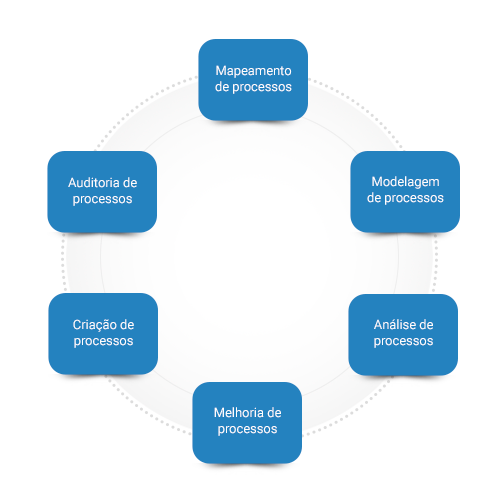 Mapeamento
de processos
Modelagem
de processos
Análise de
processos
Melhoria de
processos
Criação de
processos
Auditoria de
processos